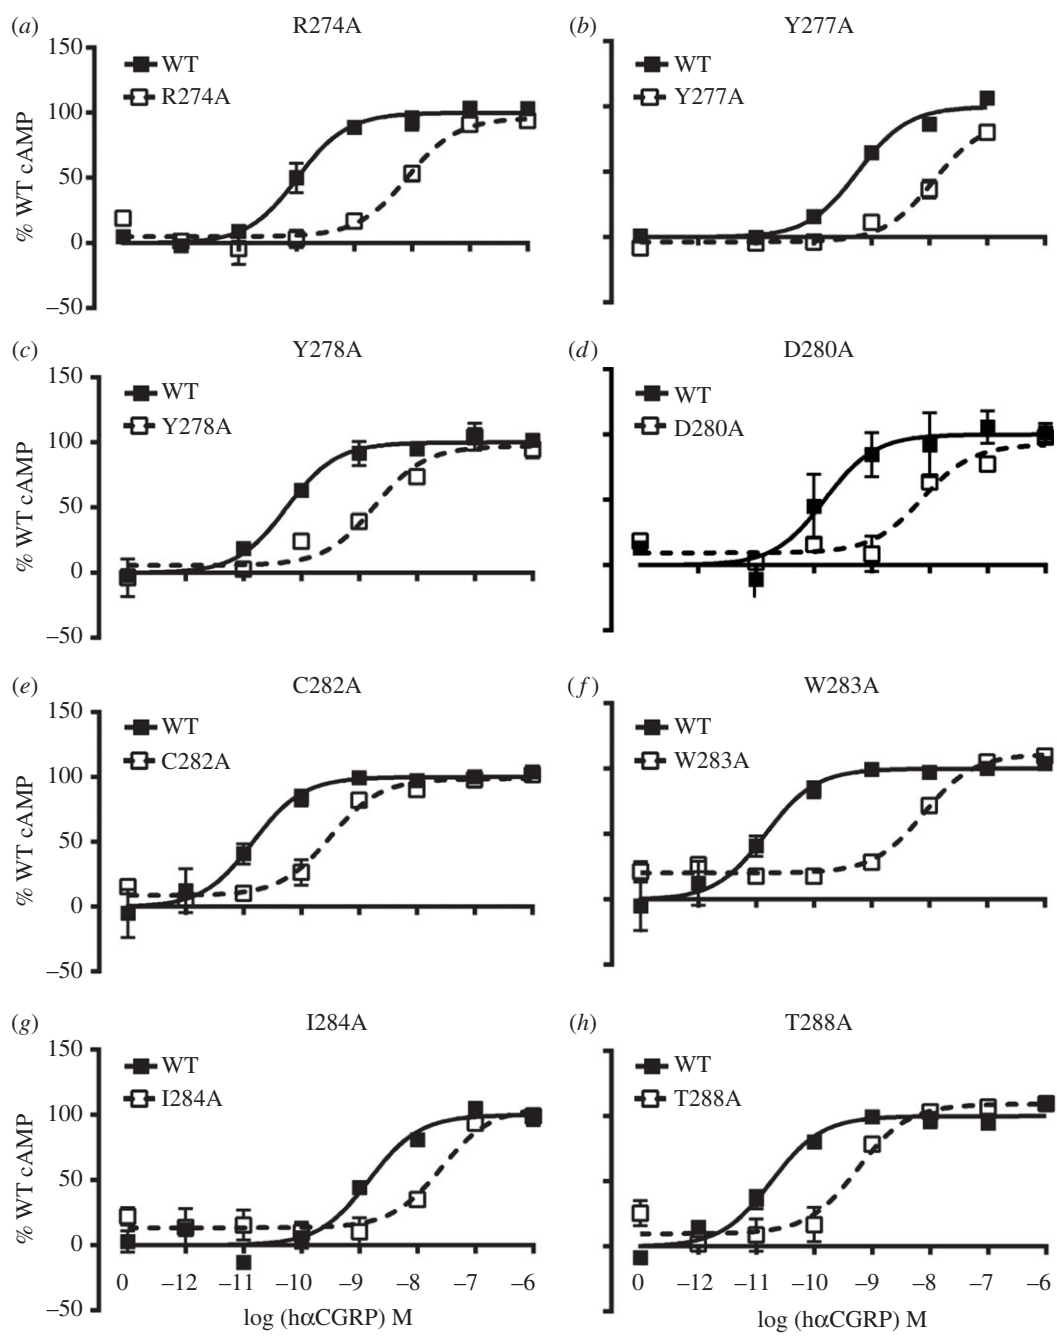 (a) R274A
150
100
50
0
–50
% WT cAMP
WT
R274A
(b) Y277A
WT
Y277A
(c) Y278A
150
100
50
0
–50
% WT cAMP
WT
Y278A
(d) D280A
WT
D280A
(e) C282A
150
100
50
0
–50
% WT cAMP
WT
C282A
(f) W283A
WT
W283A
(g) I284A
150
100
50
0
–50
% WT cAMP
WT
I284A
0 –12 –11 –10 –9 –8 –7 –6
log (hαCGRP) M
(h) T288A
WT
T288A
0 –12 –11 –10 –9 –8 –7 –6
log (hαCGRP) M